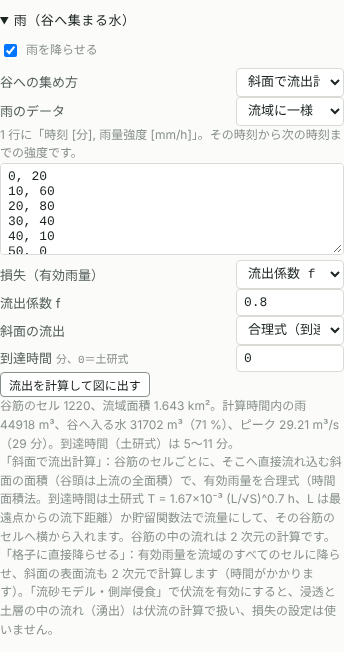 ▼ 雨（谷へ集まる水）
雨を降らせる
谷への集め方 斜面で流出
雨のデータ 流域に一様
1 行に「時刻 [分], 雨量強度 [mm/h]」。その時刻から次の時刻ま
での強度です。
0, 20
10, 60
20, 80
30, 40
40, 10
50, 0
損失（有効雨量） 流出係数 f
流出係数 f 0.8
斜面の流出 合理式（到
到達時間 分、0＝土研式 0
流出を計算して図に出す
谷筋のセル 1220、流域面積 1.643 km²。計算時間内の雨
44918 m³、谷へ入る水 31702 m³（71 %）、ピーク 29.21 m³/s
（29 分）。到達時間（土研式）は 5〜11 分。
「斜面で流出計算」：谷筋のセルごとに、そこへ直接流れ込む斜
面の面積（谷頭は上流の全面積）で、有効雨量を合理式（時間
面積法。到達時間は土研式 T = 1.67×10⁻³ (L/√S)^0.7 h、L は最
遠点からの流下距離）か貯留関数法で流量にして、その谷筋の
セルへ横から入れます。谷筋の中の流れは 2 次元の計算です。
「格子に直接降らせる」：有効雨量を流域のすべてのセルに降ら
せ、斜面の表面流も 2 次元で計算します（時間がかかりま
す）。「流砂モデル・側岸侵食」で伏流を有効にすると、浸透と
土層の中の流れ（湧出）は伏流の計算で扱い、損失の設定は使
いません。